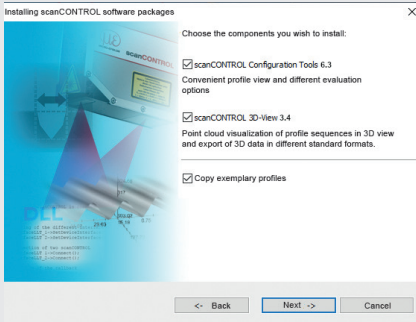 Installing scanCONTROL software packages
Choose the components you wish to install:
scanCONTROL Configuration Tools 6.3
Convenient profile view and different evaluation
options
scanCONTROL 3D-View 3.4
Point cloud visualization of profile sequences in 3D view
and export of 3D data in different standard formats.
Copy exemplary profiles
scanCONTROL
DLL
<- Back
Next ->
Cancel